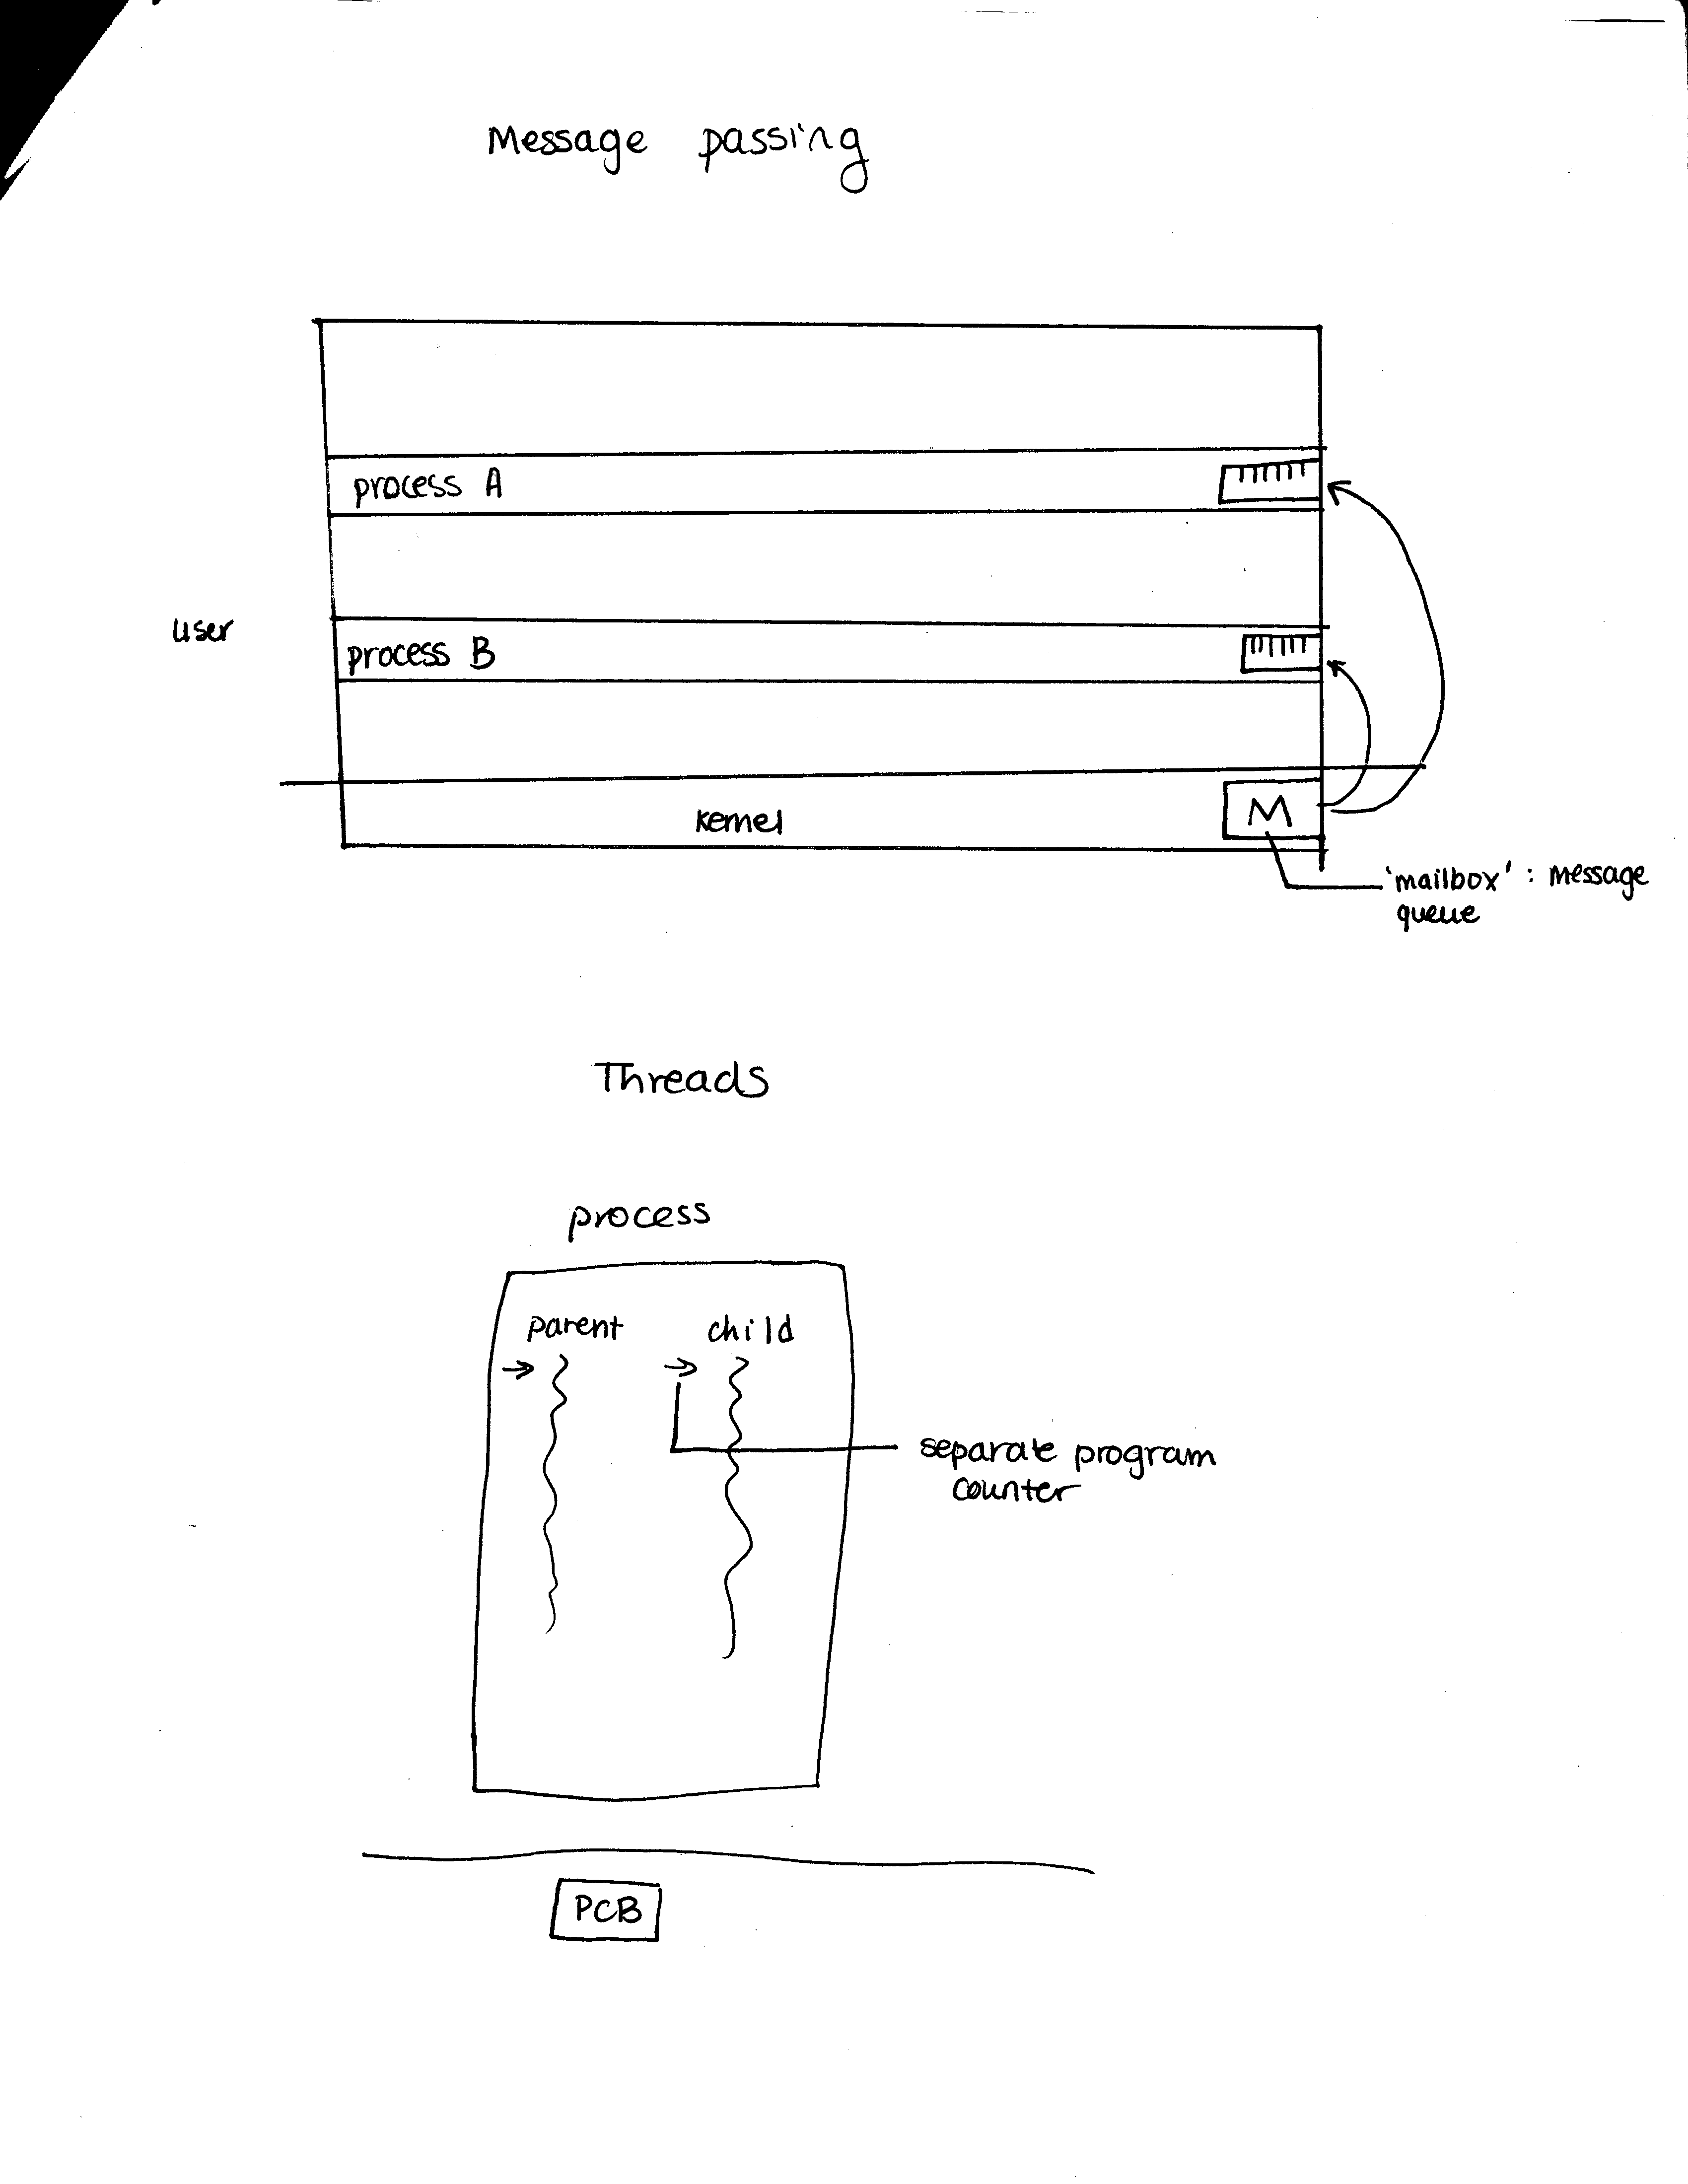 Message passing
process A
user
process B
kernel
M
'mailbox' : message
queue
Threads
process
parent child
separate program
counter
PCB